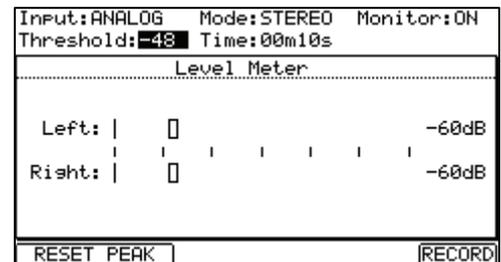 Input:ANALOG Mode:STEREO Monitor:ON
Threshold:-48 Time:00m10s
Level Meter
Left: -60dB
Right: -60dB
RESET PEAK RECORD